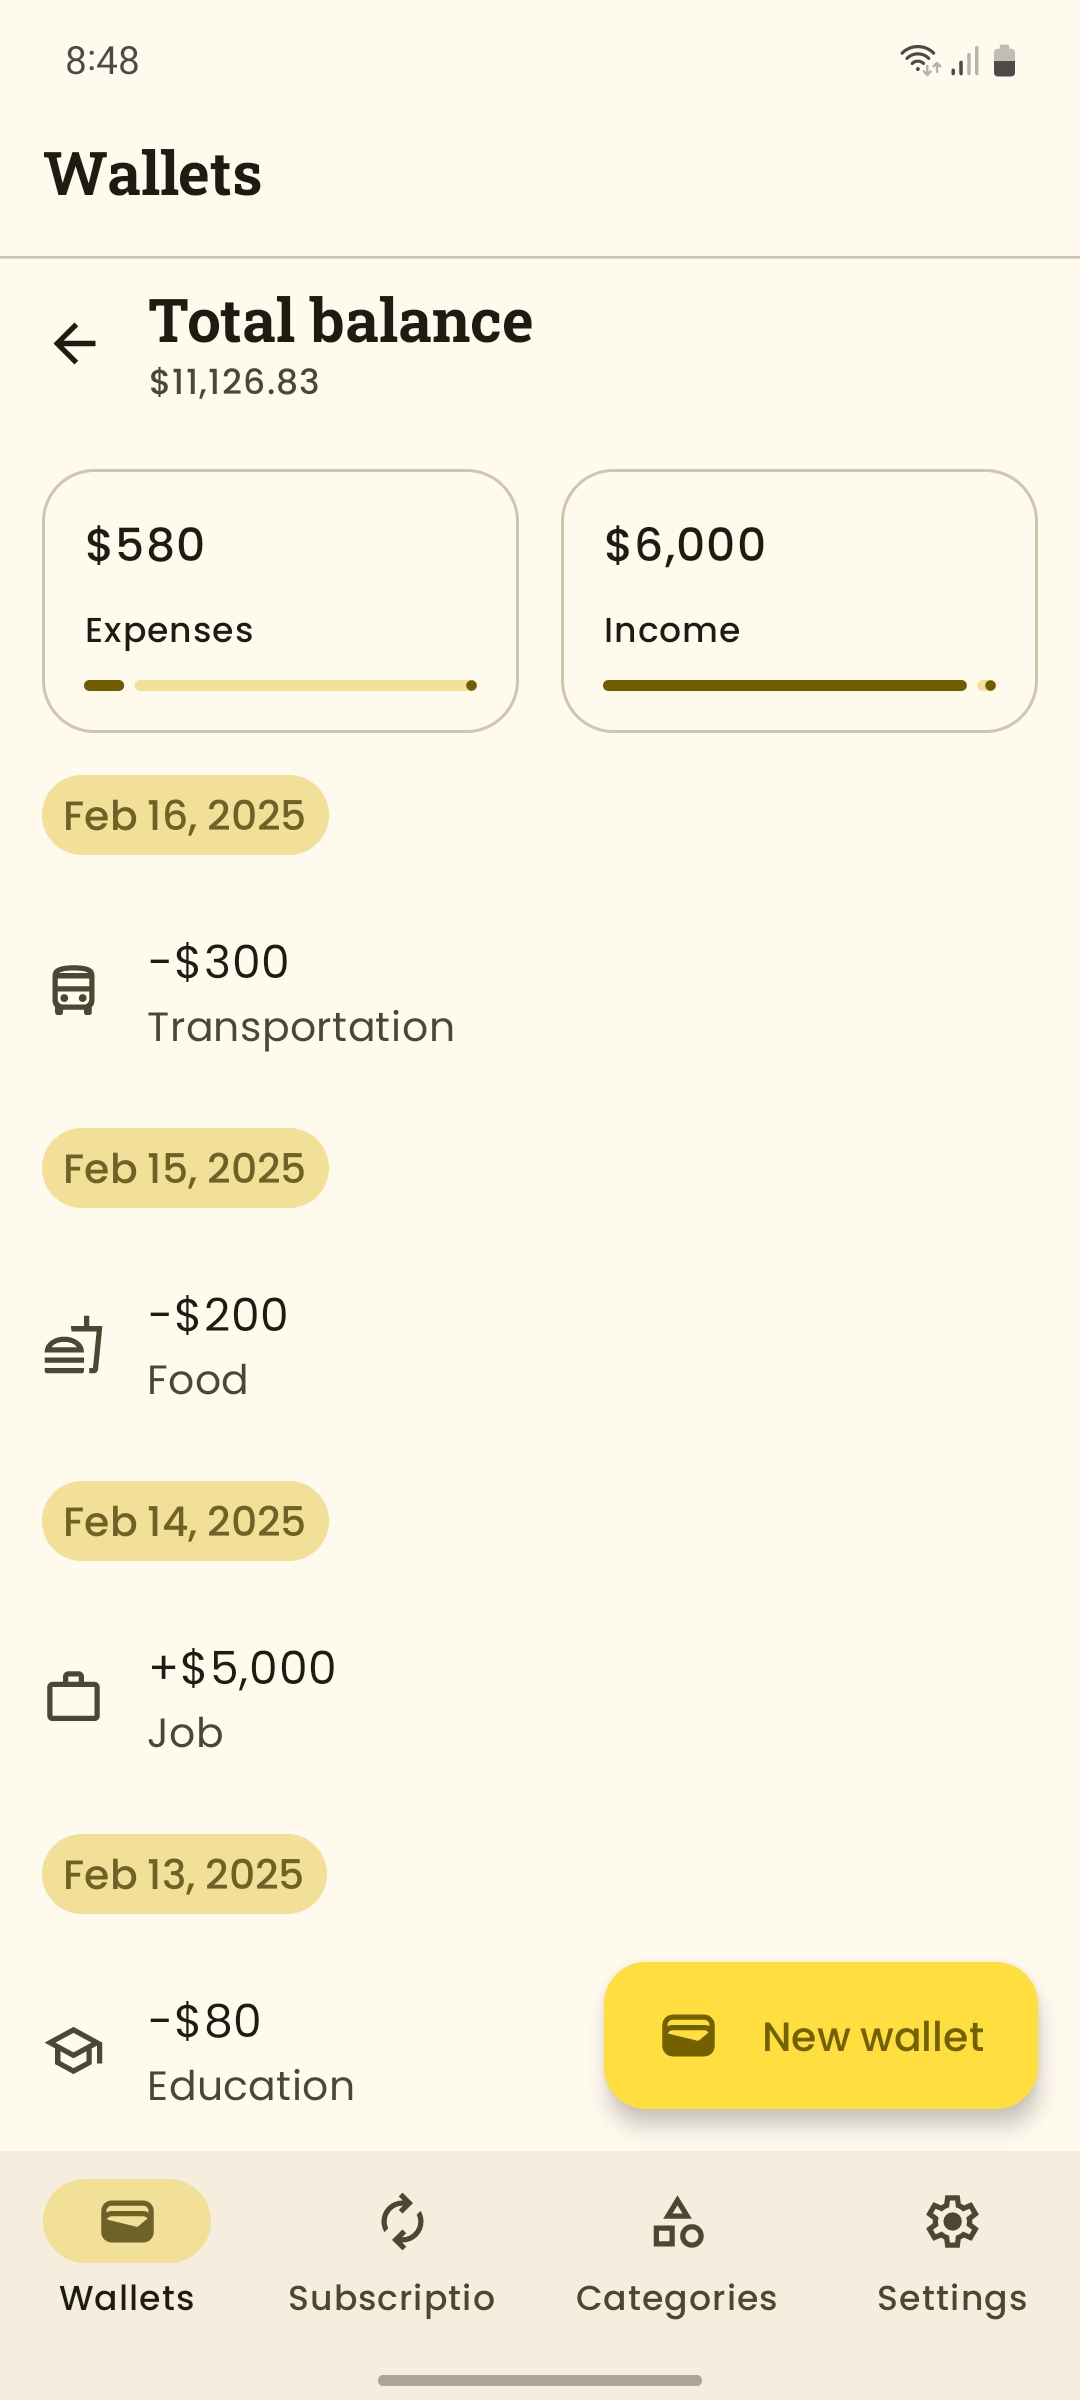 8:48
Wallets
Total balance
$11,126.83
$580
Expenses
$6,000
Income
Feb 16, 2025
-$300
Transportation
Feb 15, 2025
-$200
Food
Feb 14, 2025
+$5,000
Job
Feb 13, 2025
-$80
Education
New wallet
Wallets
Subscriptio
Categories
Settings